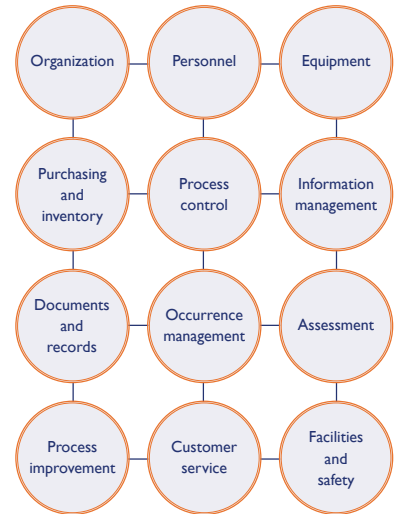 Organization
Personnel
Equipment
Purchasing
and
inventory
Process
control
Information
management
Documents
and
records
Occurrence
management
Assessment
Process
improvement
Customer
service
Facilities
and
safety